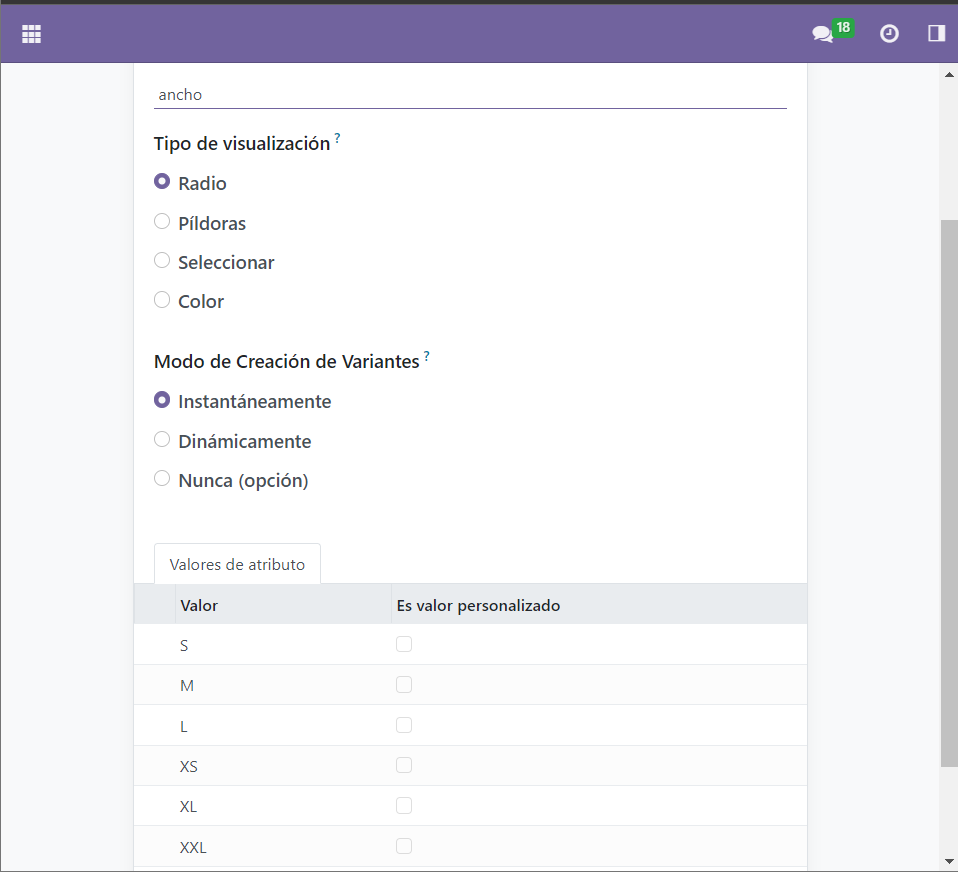 18
ancho
Tipo de visualización ?
Radio
Píldoras
Seleccionar
Color
Modo de Creación de Variantes ?
Instantáneamente
Dinámicamente
Nunca (opción)
Valores de atributo
Valor Es valor personalizado
S
M
L
XS
XL
XXL